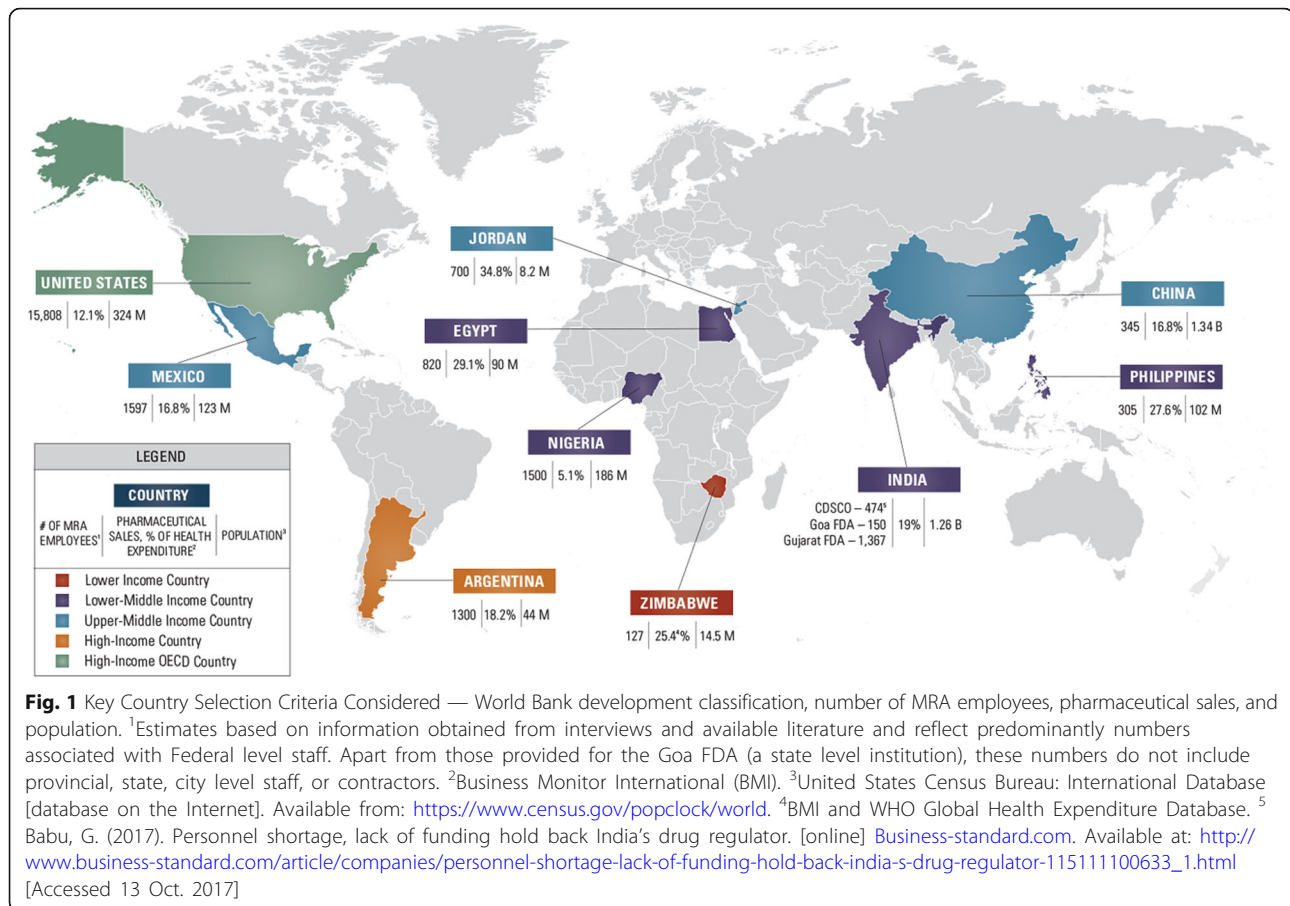 UNITED STATES
15,808 | 12.1% | 324 M
MEXICO
1597 | 16.8% | 123 M
JORDAN
700 | 34.8% | 8.2 M
EGYPT
820 | 29.1% | 90 M
NIGERIA
1500 | 5.1% | 186 M
CHINA
345 | 16.8% | 1.34 B
PHILIPPINES
305 | 27.6% | 102 M
INDIA
CDSCO – 474⁵
Goa FDA – 150 | 19% | 1.26 B
Gujarat FDA – 1,367
ARGENTINA
1300 | 18.2% | 44 M
ZIMBABWE
127 | 25.4⁴% | 14.5 M
LEGEND
COUNTRY
# OF MRA EMPLOYEES¹ | PHARMACEUTICAL SALES, % OF HEALTH EXPENDITURE² | POPULATION³
Lower Income Country
Lower-Middle Income Country
Upper-Middle Income Country
High-Income Country
High-Income OECD Country
Fig. 1 Key Country Selection Criteria Considered — World Bank development classification, number of MRA employees, pharmaceutical sales, and
population. ¹Estimates based on information obtained from interviews and available literature and reflect predominantly numbers
associated with Federal level staff. Apart from those provided for the Goa FDA (a state level institution), these numbers do not include
provincial, state, city level staff, or contractors. ²Business Monitor International (BMI). ³United States Census Bureau: International Database
[database on the Internet]. Available from: https://www.census.gov/popclock/world. ⁴BMI and WHO Global Health Expenditure Database. ⁵
Babu, G. (2017). Personnel shortage, lack of funding hold back India's drug regulator. [online] Business-standard.com. Available at: http://
www.business-standard.com/article/companies/personnel-shortage-lack-of-funding-hold-back-india-s-drug-regulator-115111100633_1.html
[Accessed 13 Oct. 2017]